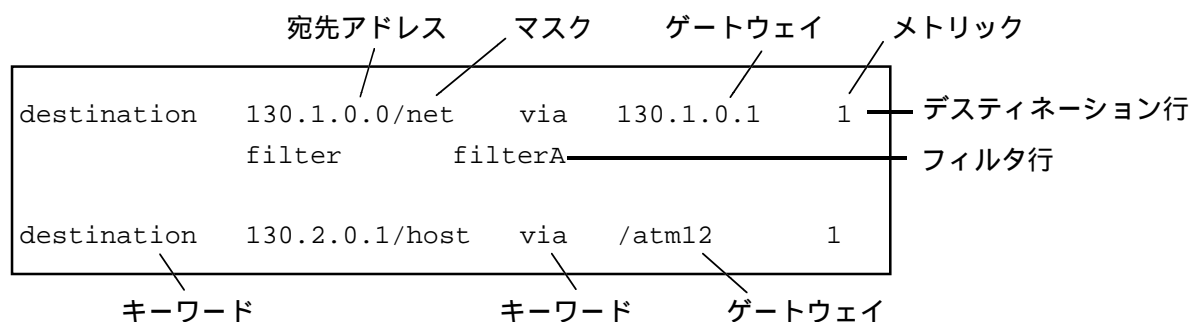 宛先アドレス マスク ゲートウェイ メトリック
destination 130.1.0.0/net via 130.1.0.1 1 デスティネーション行
filter filterA フィルタ行
destination 130.2.0.1/host via /atm12 1
キーワード キーワード ゲートウェイ